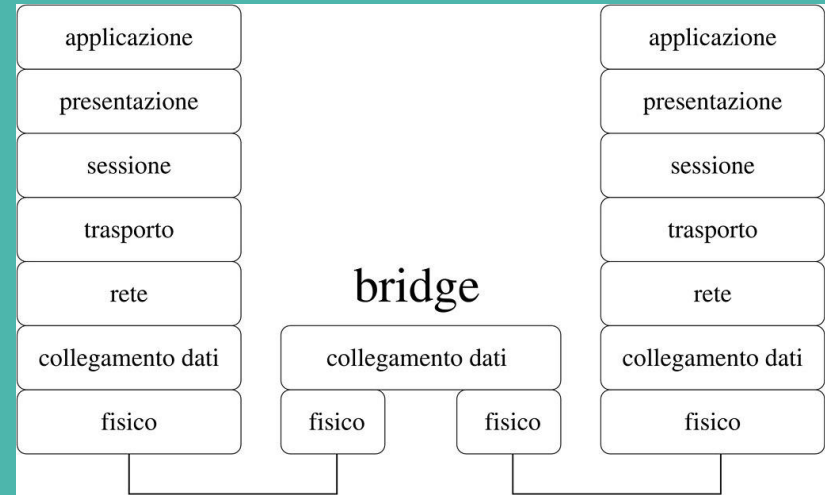 applicazione
presentazione
sessione
trasporto
rete
collegamento dati
fisico
bridge
collegamento dati
fisico
fisico
applicazione
presentazione
sessione
trasporto
rete
collegamento dati
fisico